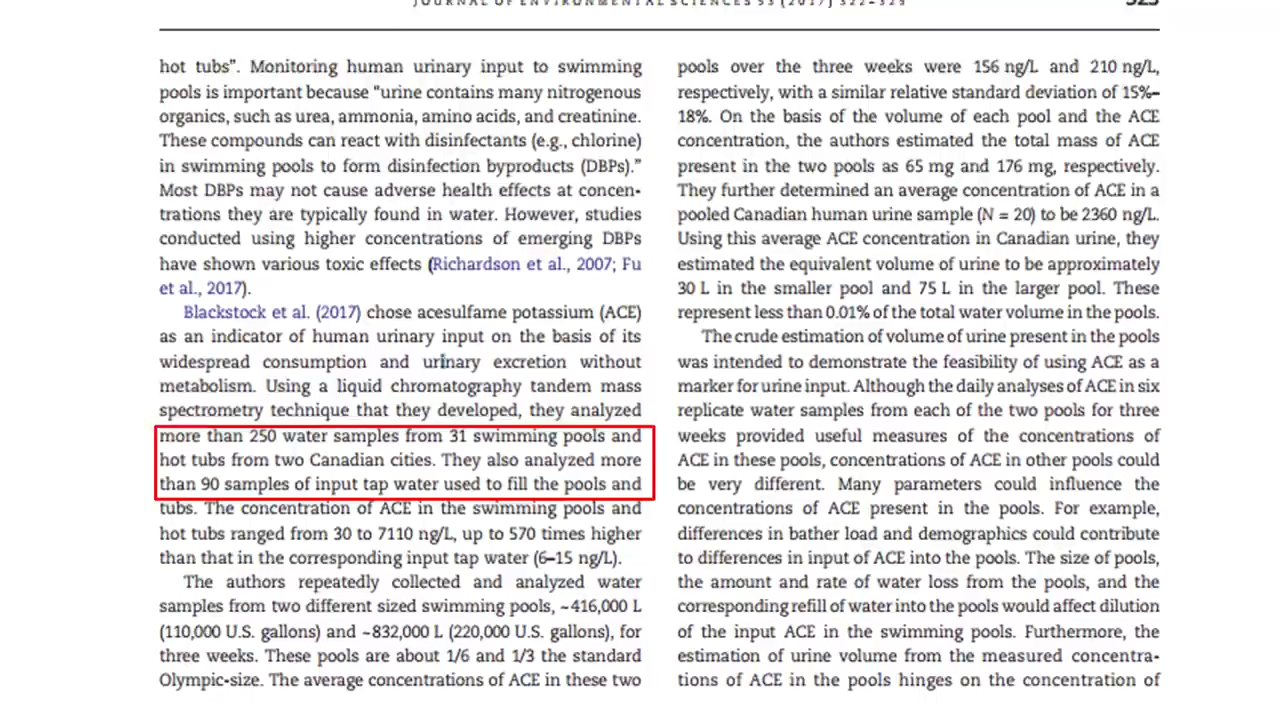 JOURNAL OF ENVIRONMENTAL SCIENCES 53 (2017) 322–325
323
hot tubs”. Monitoring human urinary input to swimming
pools is important because “urine contains many nitrogenous
organics, such as urea, ammonia, amino acids, and creatinine.
These compounds can react with disinfectants (e.g., chlorine)
in swimming pools to form disinfection byproducts (DBPs).”
Most DBPs may not cause adverse health effects at concen-
trations they are typically found in water. However, studies
conducted using higher concentrations of emerging DBPs
have shown various toxic effects (Richardson et al., 2007; Fu
et al., 2017).
Blackstock et al. (2017) chose acesulfame potassium (ACE)
as an indicator of human urinary input on the basis of its
widespread consumption and urinary excretion without
metabolism. Using a liquid chromatography tandem mass
spectrometry technique that they developed, they analyzed
more than 250 water samples from 31 swimming pools and
hot tubs from two Canadian cities. They also analyzed more
than 90 samples of input tap water used to fill the pools and
tubs. The concentration of ACE in the swimming pools and
hot tubs ranged from 30 to 7110 ng/L, up to 570 times higher
than that in the corresponding input tap water (6–15 ng/L).
The authors repeatedly collected and analyzed water
samples from two different sized swimming pools, ~416,000 L
(110,000 U.S. gallons) and ~832,000 L (220,000 U.S. gallons), for
three weeks. These pools are about 1/6 and 1/3 the standard
Olympic-size. The average concentrations of ACE in these two
pools over the three weeks were 156 ng/L and 210 ng/L,
respectively, with a similar relative standard deviation of 15%–
18%. On the basis of the volume of each pool and the ACE
concentration, the authors estimated the total mass of ACE
present in the two pools as 65 mg and 176 mg, respectively.
They further determined an average concentration of ACE in a
pooled Canadian human urine sample (N = 20) to be 2360 ng/L.
Using this average ACE concentration in Canadian urine, they
estimated the equivalent volume of urine to be approximately
30 L in the smaller pool and 75 L in the larger pool. These
represent less than 0.01% of the total water volume in the pools.
The crude estimation of volume of urine present in the pools
was intended to demonstrate the feasibility of using ACE as a
marker for urine input. Although the daily analyses of ACE in six
replicate water samples from each of the two pools for three
weeks provided useful measures of the concentrations of
ACE in these pools, concentrations of ACE in other pools could
be very different. Many parameters could influence the
concentrations of ACE present in the pools. For example,
differences in bather load and demographics could contribute
to differences in input of ACE into the pools. The size of pools,
the amount and rate of water loss from the pools, and the
corresponding refill of water into the pools would affect dilution
of the input ACE in the swimming pools. Furthermore, the
estimation of urine volume from the measured concentra-
tions of ACE in the pools hinges on the concentration of